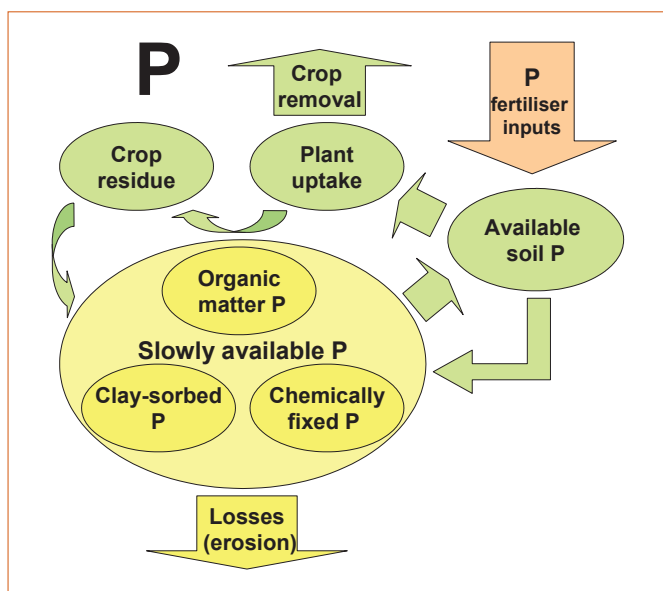 P
Crop
removal
P
fertiliser
inputs
Crop
residue
Plant
uptake
Available
soil P
Organic
matter P
Slowly available P
Clay-sorbed
P
Chemically
fixed P
Losses
(erosion)